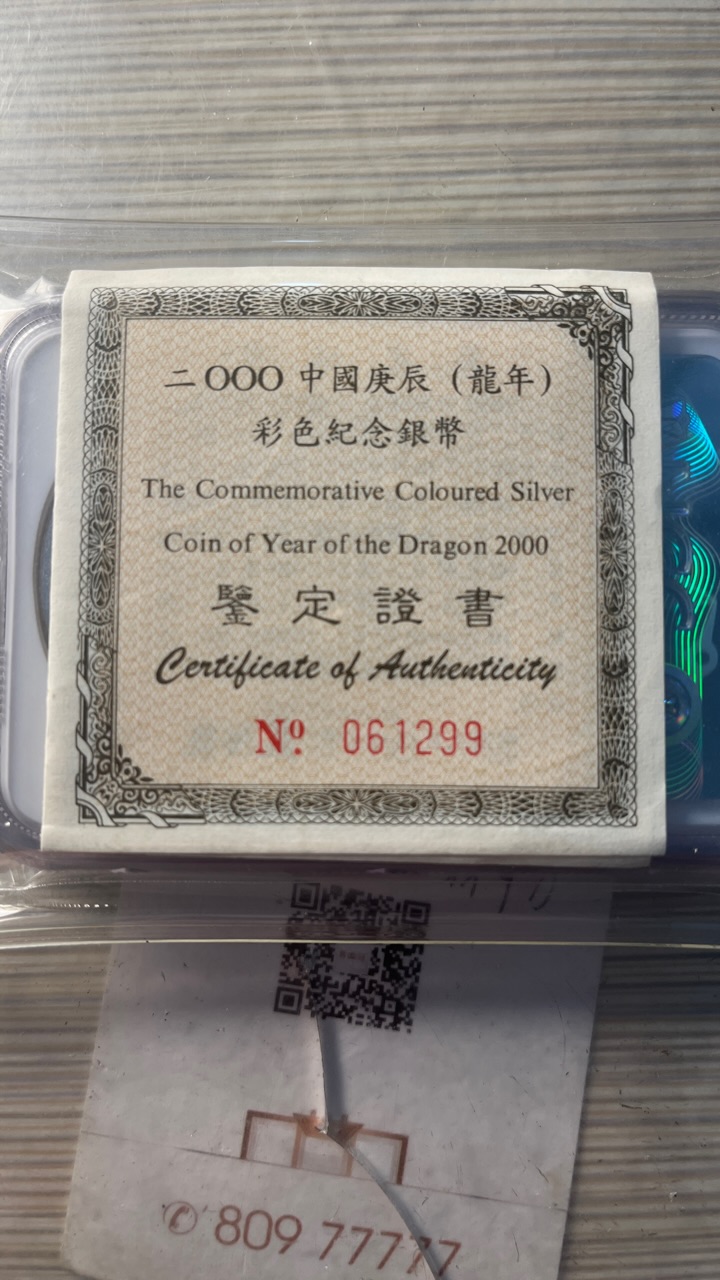 二OOO 中國庚辰 (龍年)
彩色紀念銀幣
The Commemorative Coloured Silver
Coin of Year of the Dragon 2000
鑒定證書
Certificate of Authenticity
Nº 061299
809 77777